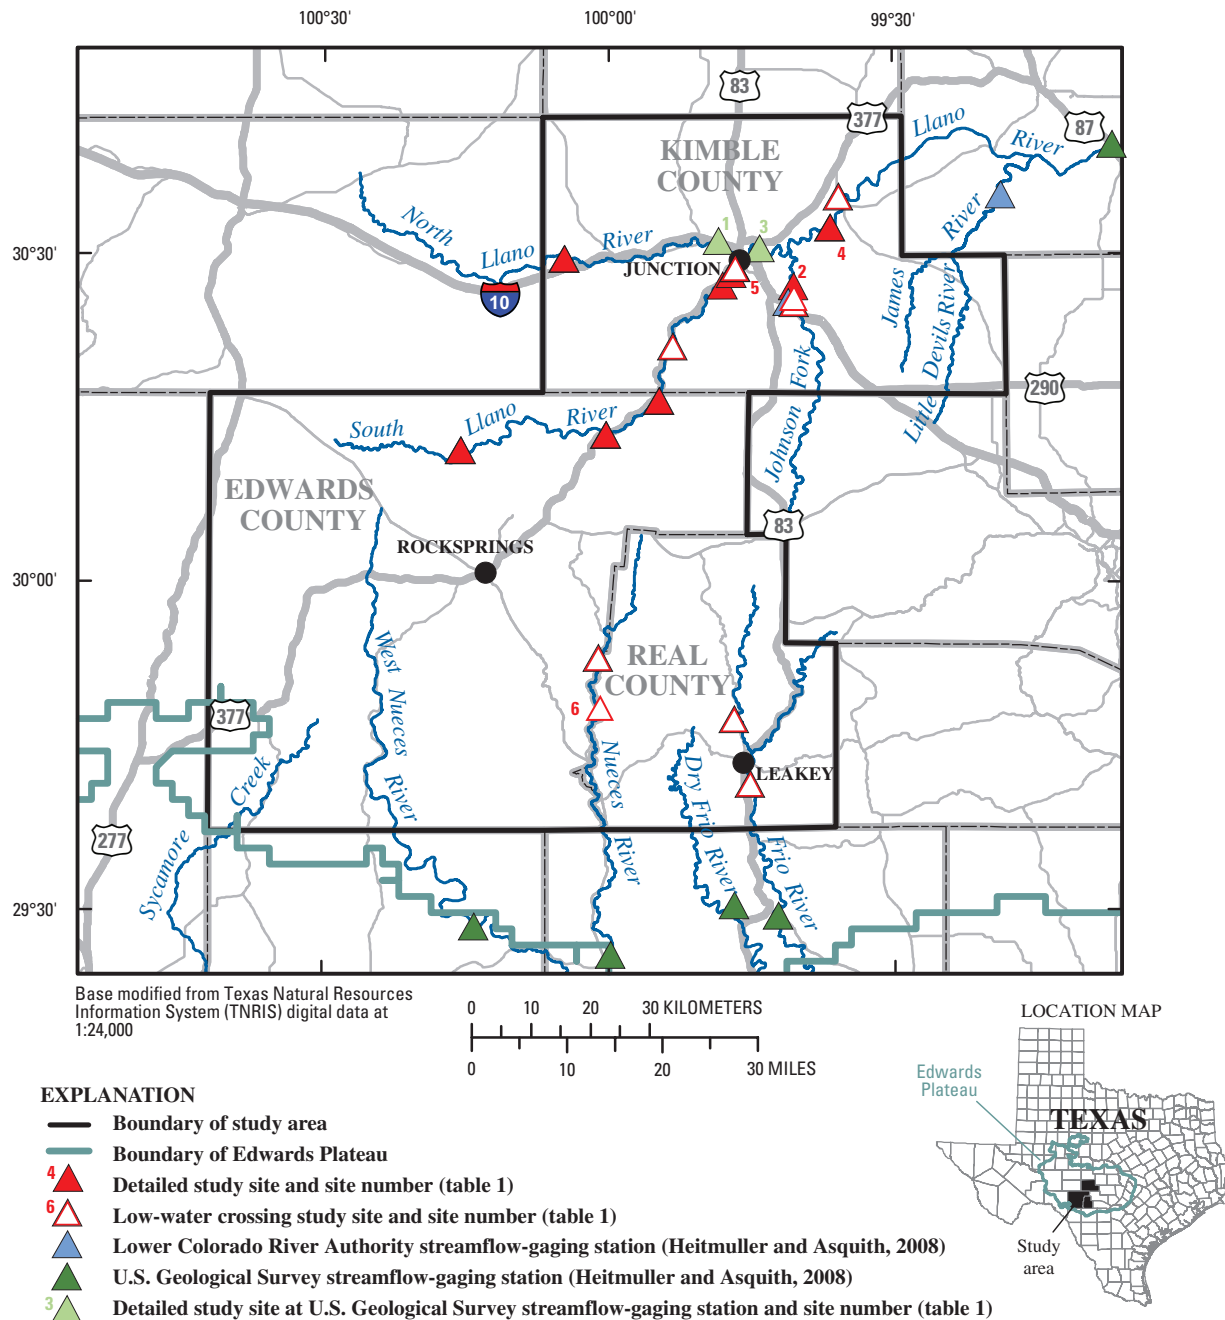 100°30'
100°00'
99°30'
83
377
87
Llano
River
KIMBLE
COUNTY
North
Llano
River
1
3
River
4
30°30'
JUNCTION
10
5
2
James
Little Devils River
Johnson Fork
290
South
Llano
River
EDWARDS
COUNTY
83
ROCKSPRINGS
30°00'
West Nueces River
REAL
COUNTY
6
377
Nueces River
Dry Frio River
LEAKEY
Sycamore Creek
277
Frio River
29°30'
Base modified from Texas Natural Resources
Information System (TNRIS) digital data at
1:24,000
0 10 20 30 KILOMETERS
0 10 20 30 MILES
LOCATION MAP
Edwards
Plateau
TEXAS
Study
area
EXPLANATION
Boundary of study area
Boundary of Edwards Plateau
4 Detailed study site and site number (table 1)
6 Low-water crossing study site and site number (table 1)
Lower Colorado River Authority streamflow-gaging station (Heitmuller and Asquith, 2008)
U.S. Geological Survey streamflow-gaging station (Heitmuller and Asquith, 2008)
3 Detailed study site at U.S. Geological Survey streamflow-gaging station and site number (table 1)